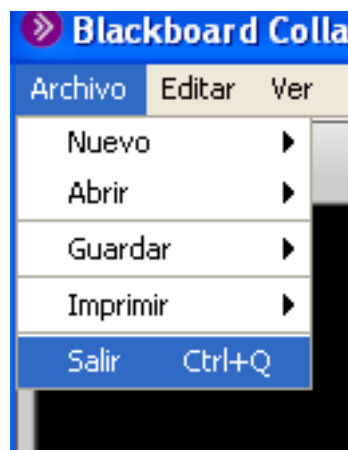 Blackboard Colla
Archivo Editar Ver
Nuevo
Abrir
Guardar
Imprimir
Salir Ctrl+Q